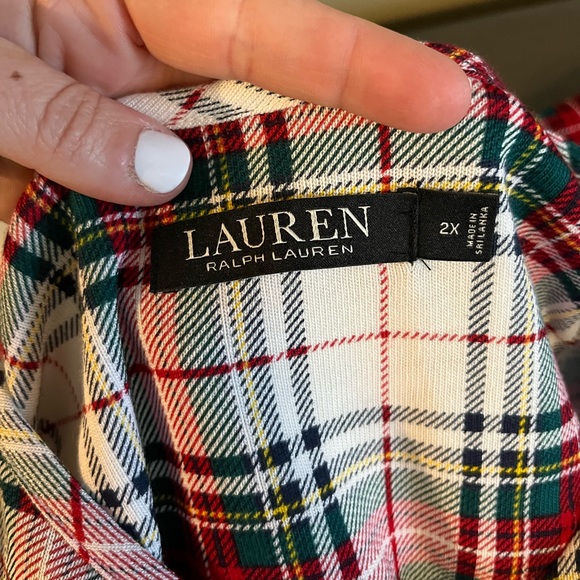 LAUREN
RALPH LAUREN
2X
MADE IN
SRI LANKA